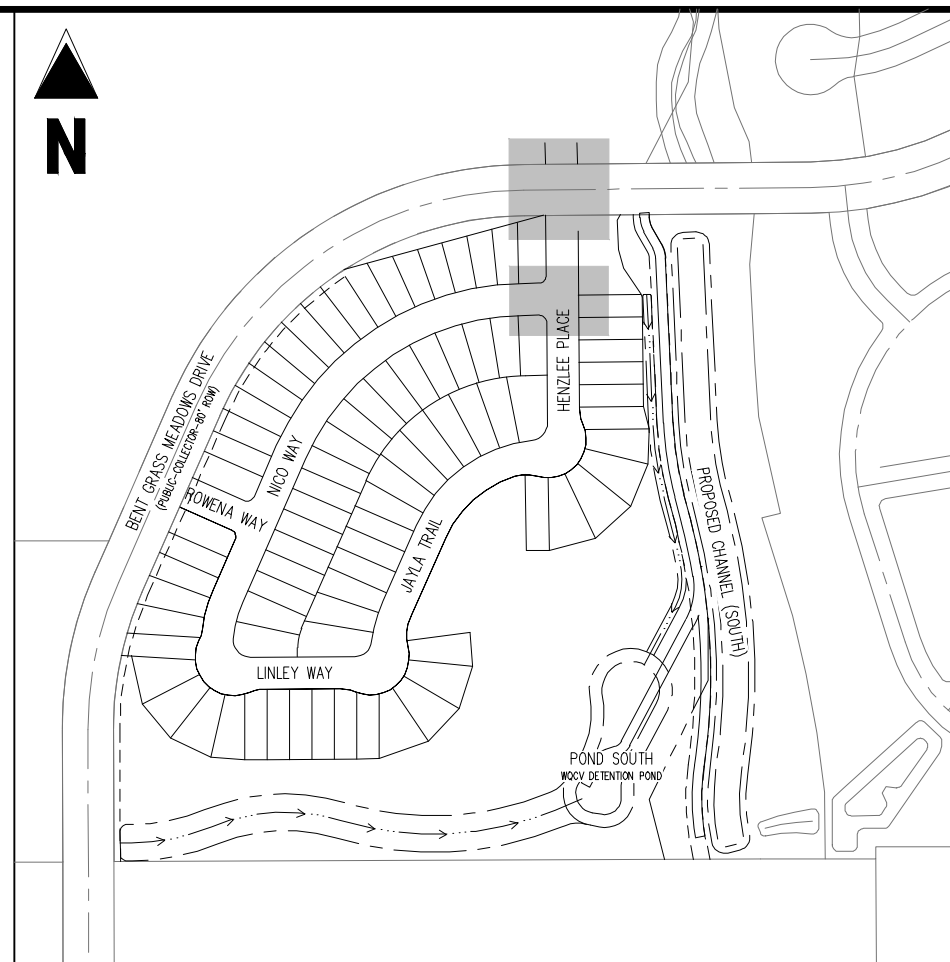 N
BENT GRASS MEADOWS DRIVE
(PUBLIC-COLLECTOR-80' ROW)
HENZLEE PLACE
NICO WAY
ROWENA WAY
JAYLA TRAIL
PROPOSED CHANNEL (SOUTH)
LINLEY WAY
POND SOUTH
WQCV DETENTION POND